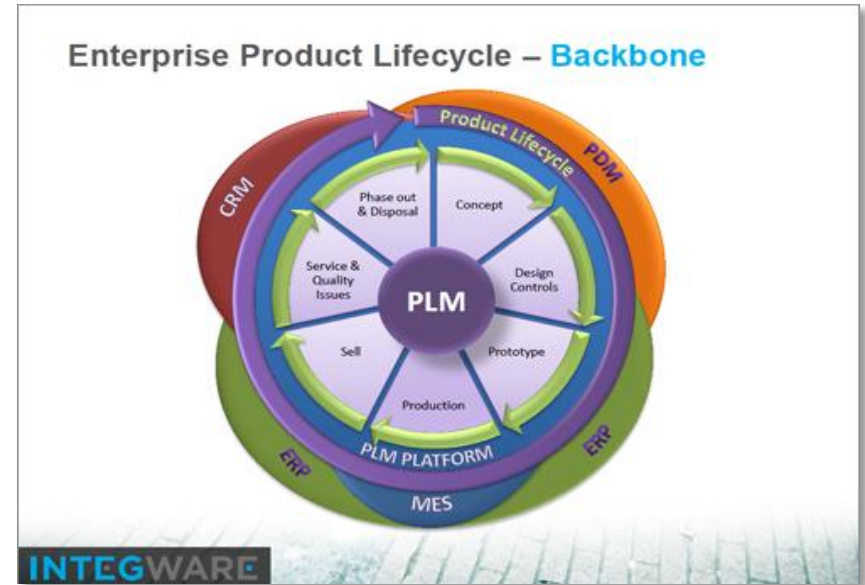 Enterprise Product Lifecycle – Backbone
Product Lifecycle
PDM
CRM
Phase out
& Disposal
Concept
Service &
Quality
Issues
Design
Controls
PLM
Sell
Prototype
Production
PLM PLATFORM
ERP
ERP
MES
INTEGWARE